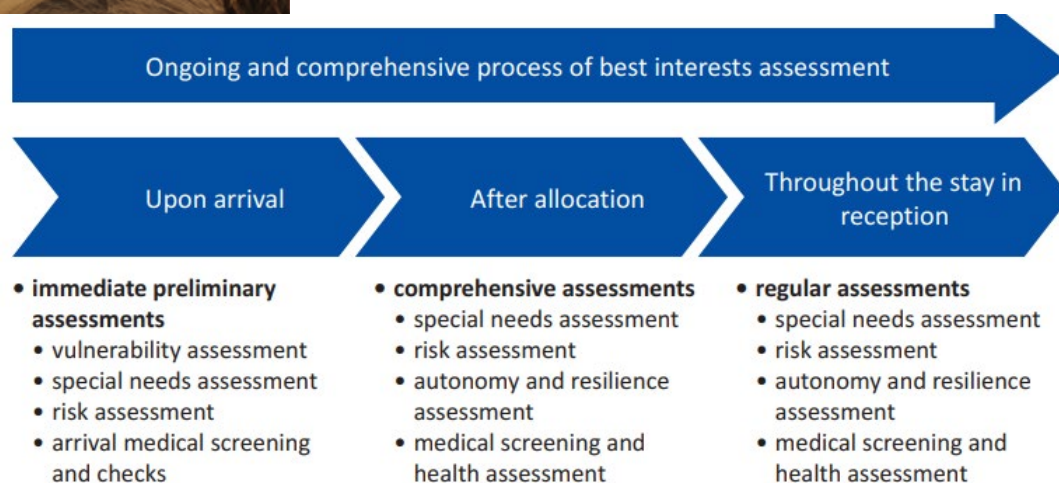 Ongoing and comprehensive process of best interests assessment
Upon arrival
After allocation
Throughout the stay in
reception
• immediate preliminary
assessments
• vulnerability assessment
• special needs assessment
• risk assessment
• arrival medical screening
and checks
• comprehensive assessments
• special needs assessment
• risk assessment
• autonomy and resilience
assessment
• medical screening and
health assessment
• regular assessments
• special needs assessment
• risk assessment
• autonomy and resilience
assessment
• medical screening and
health assessment